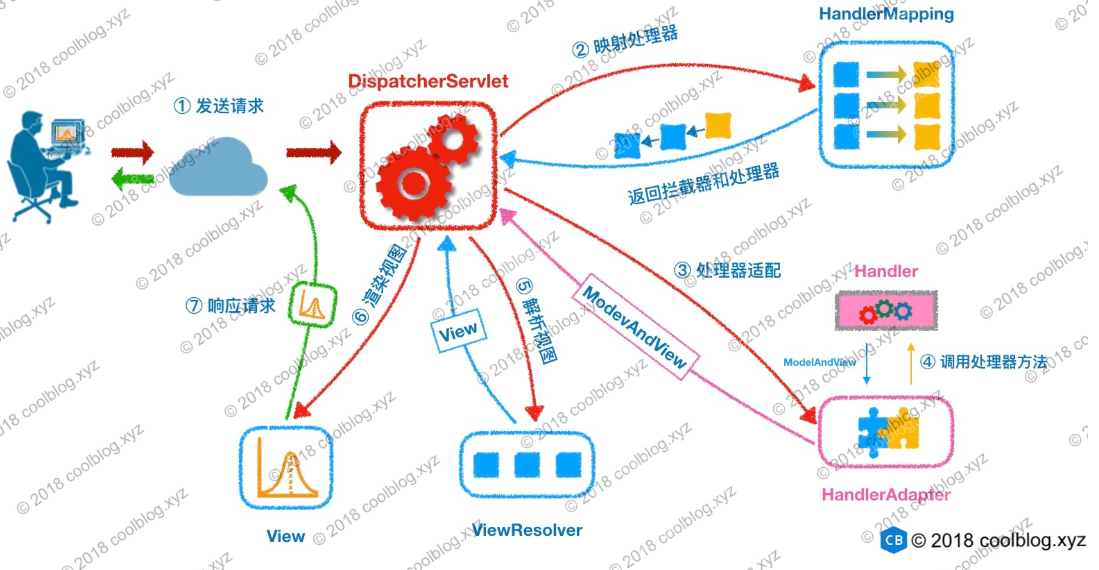 HandlerMapping
② 映射处理器
DispatcherServlet
① 发送请求
返回拦截器和处理器
③ 处理器适配
Handler
ModevAndView
⑥ 渲染视图
⑤ 解析视图
⑦ 响应请求
View
ModelAndView
④ 调用处理器方法
HandlerAdapter
View
ViewResolver
CB © 2018 coolblog.xyz
© 2018 coolblog.xyz